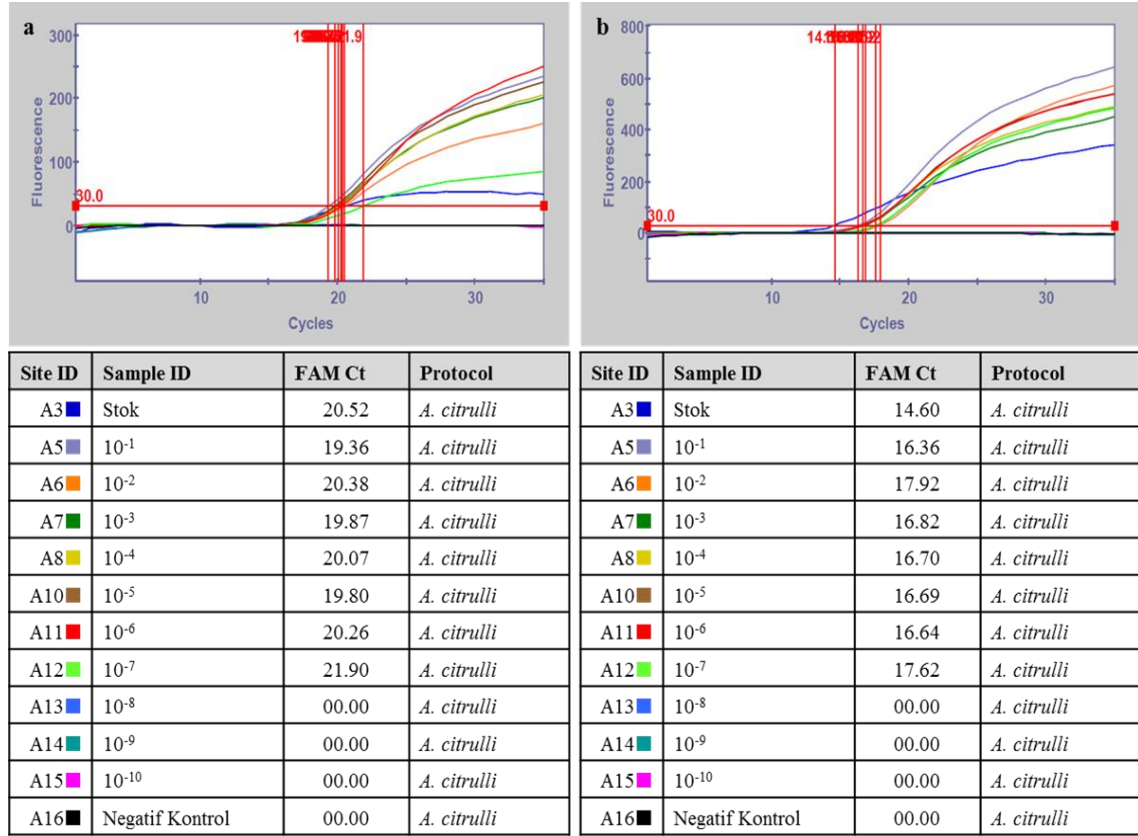 a
300
200
100
0
Fluorescence
30.0
10 20 30
Cycles
b
800
600
400
200
0
Fluorescence
30.0
10 20 30
Cycles
Site ID Sample ID FAM Ct Protocol
A3 Stok 20.52 A. citrulli
A5 10⁻¹ 19.36 A. citrulli
A6 10⁻² 20.38 A. citrulli
A7 10⁻³ 19.87 A. citrulli
A8 10⁻⁴ 20.07 A. citrulli
A10 10⁻⁵ 19.80 A. citrulli
A11 10⁻⁶ 20.26 A. citrulli
A12 10⁻⁷ 21.90 A. citrulli
A13 10⁻⁸ 00.00 A. citrulli
A14 10⁻⁹ 00.00 A. citrulli
A15 10⁻¹⁰ 00.00 A. citrulli
A16 Negatif Kontrol 00.00 A. citrulli
Site ID Sample ID FAM Ct Protocol
A3 Stok 14.60 A. citrulli
A5 10⁻¹ 16.36 A. citrulli
A6 10⁻² 17.92 A. citrulli
A7 10⁻³ 16.82 A. citrulli
A8 10⁻⁴ 16.70 A. citrulli
A10 10⁻⁵ 16.69 A. citrulli
A11 10⁻⁶ 16.64 A. citrulli
A12 10⁻⁷ 17.62 A. citrulli
A13 10⁻⁸ 00.00 A. citrulli
A14 10⁻⁹ 00.00 A. citrulli
A15 10⁻¹⁰ 00.00 A. citrulli
A16 Negatif Kontrol 00.00 A. citrulli